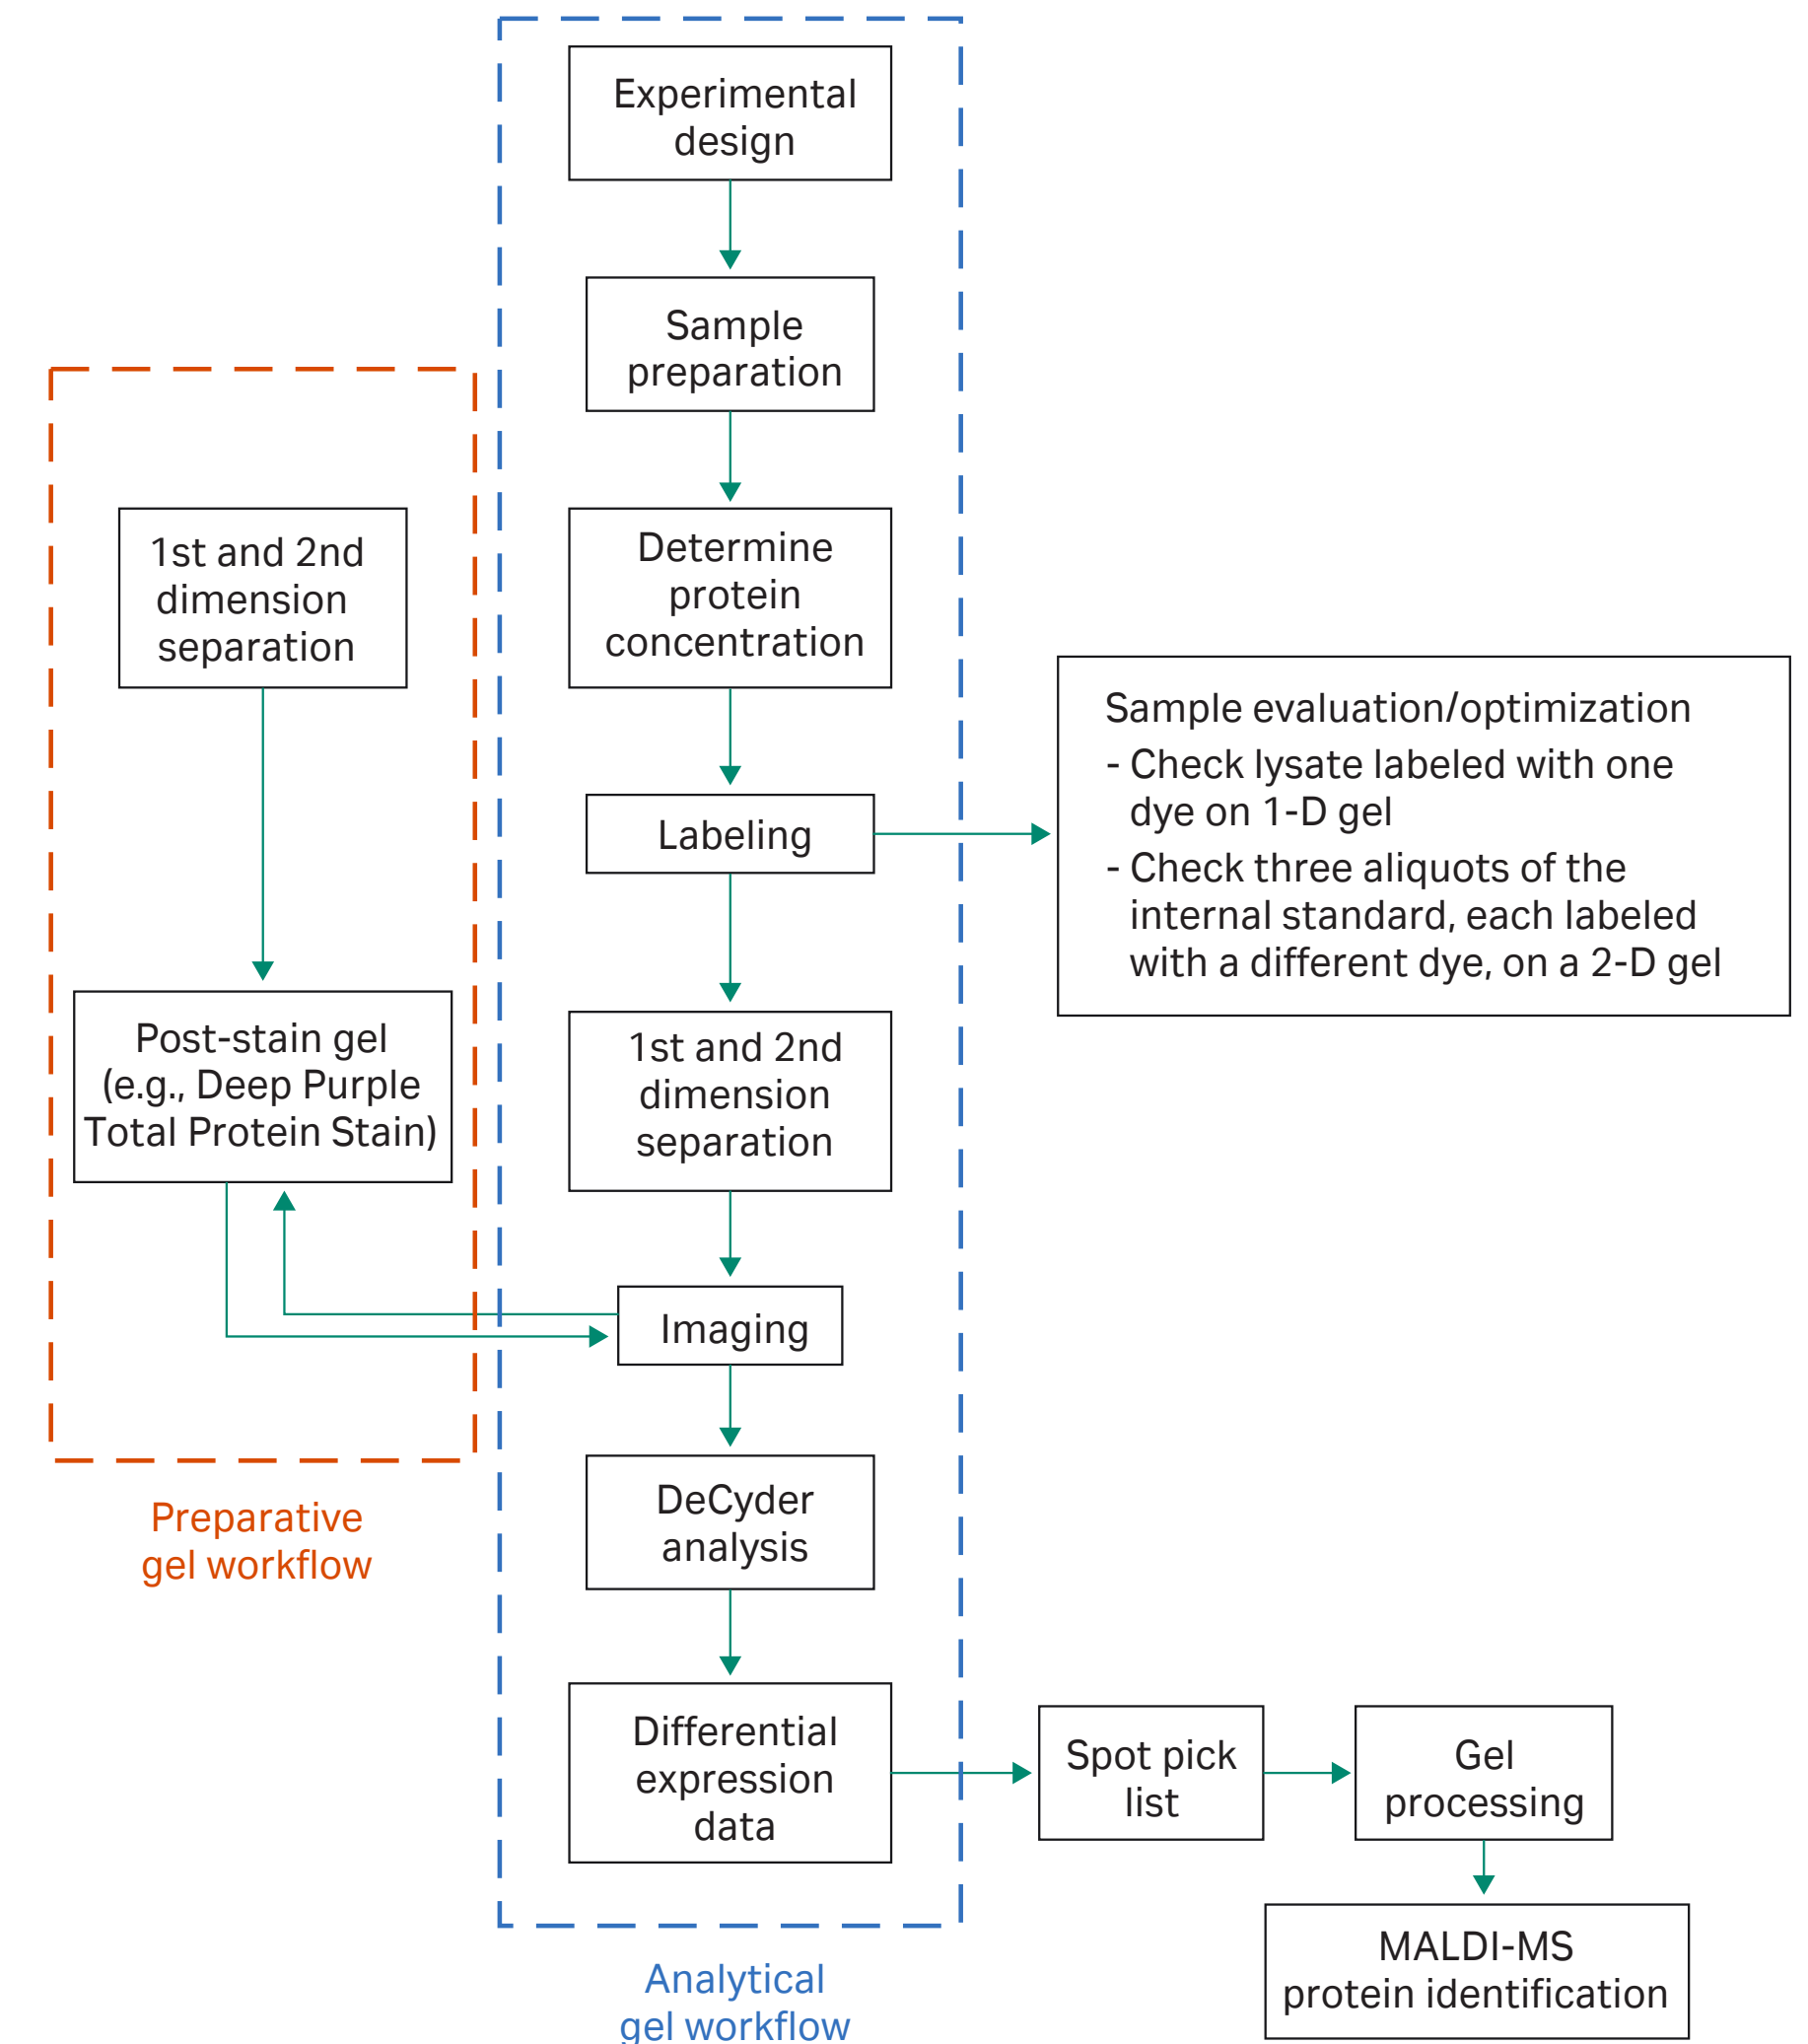 Experimental
design
Sample
preparation
1st and 2nd
dimension
separation
Determine
protein
concentration
Sample evaluation/optimization
- Check lysate labeled with one
dye on 1-D gel
- Check three aliquots of the
internal standard, each labeled
with a different dye, on a 2-D gel
Labeling
Post-stain gel
(e.g., Deep Purple
Total Protein Stain)
1st and 2nd
dimension
separation
Imaging
DeCyder
analysis
Preparative
gel workflow
Differential
expression
data
Spot pick
list
Gel
processing
MALDI-MS
protein identification
Analytical
gel workflow